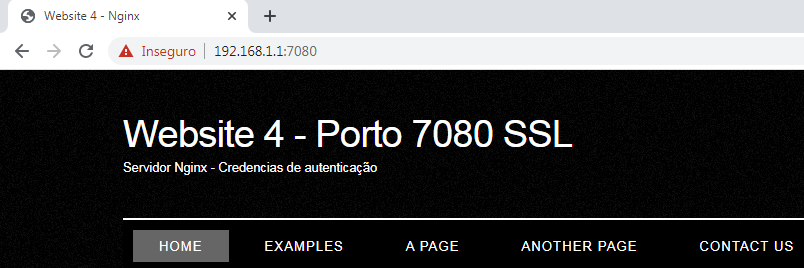 Website 4 - Nginx
Inseguro 192.168.1.1:7080
Website 4 - Porto 7080 SSL
Servidor Nginx - Credencias de autenticação
HOME EXAMPLES A PAGE ANOTHER PAGE CONTACT US